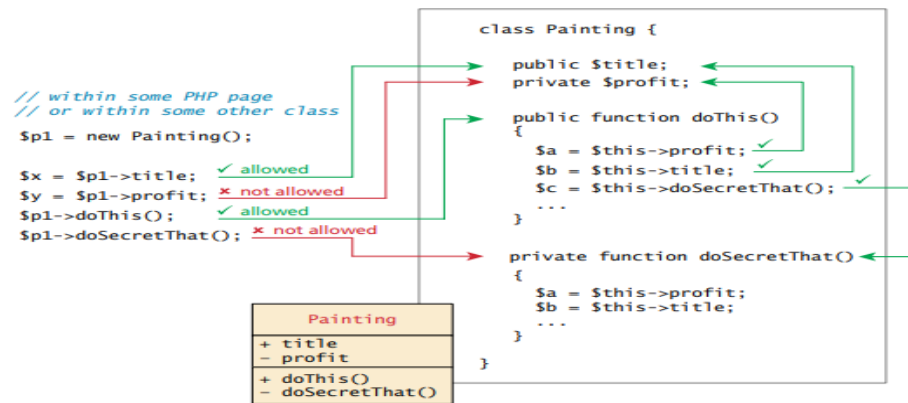 // within some PHP page
// or within some other class
$p1 = new Painting();
$x = $p1->title;
✓ allowed
$y = $p1->profit;
× not allowed
$p1->doThis();
✓ allowed
$p1->doSecretThat();
× not allowed
class Painting {
public $title;
private $profit;
public function doThis()
{
$a = $this->profit; ✓
$b = $this->title; ✓
$c = $this->doSecretThat(); ✓
...
}
private function doSecretThat()
{
$a = $this->profit;
$b = $this->title;
...
}
}
Painting
+ title
- profit
+ doThis()
- doSecretThat()